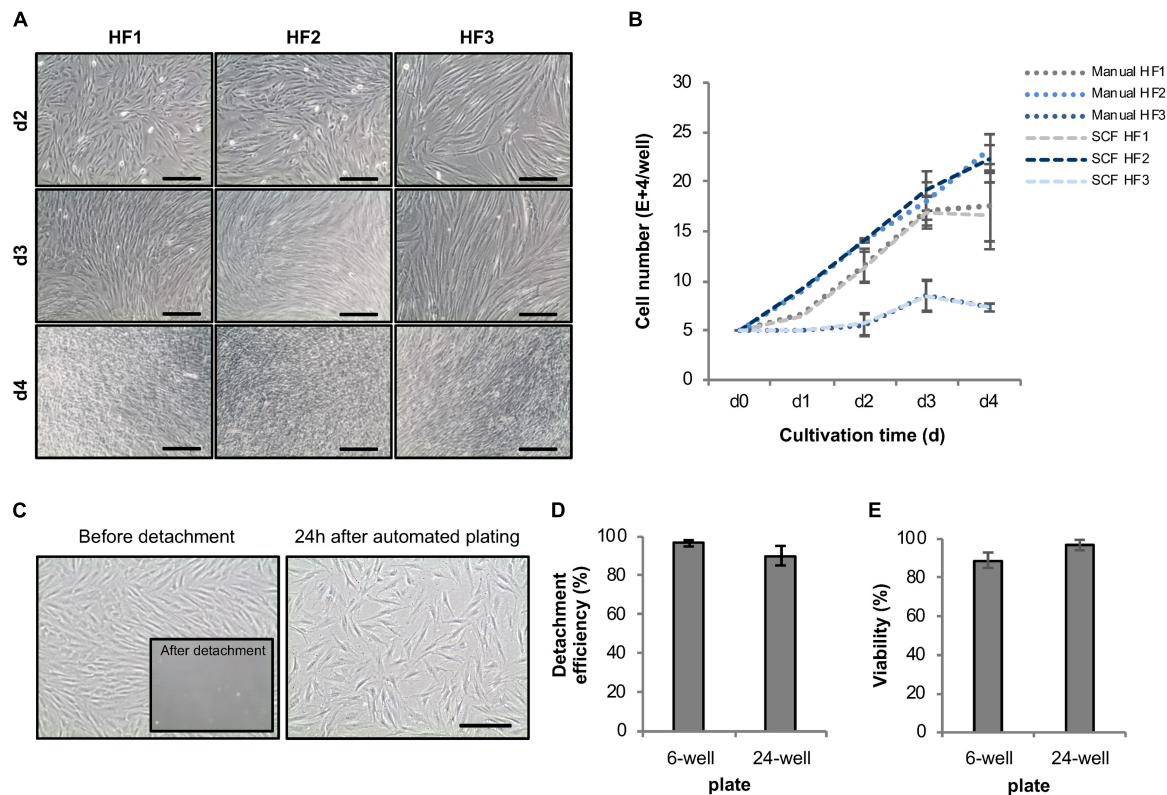 A
HF1 HF2 HF3
d2
d3
d4
B
Cell number (E+4/well)
30
25
20
15
10
5
0
d0 d1 d2 d3 d4
Cultivation time (d)
Manual HF1
Manual HF2
Manual HF3
SCF HF1
SCF HF2
SCF HF3
C
Before detachment
24h after automated plating
After detachment
D
Detachment
efficiency (%)
100
80
60
40
20
0
6-well 24-well
plate
E
Viability (%)
100
80
60
40
20
0
6-well 24-well
plate